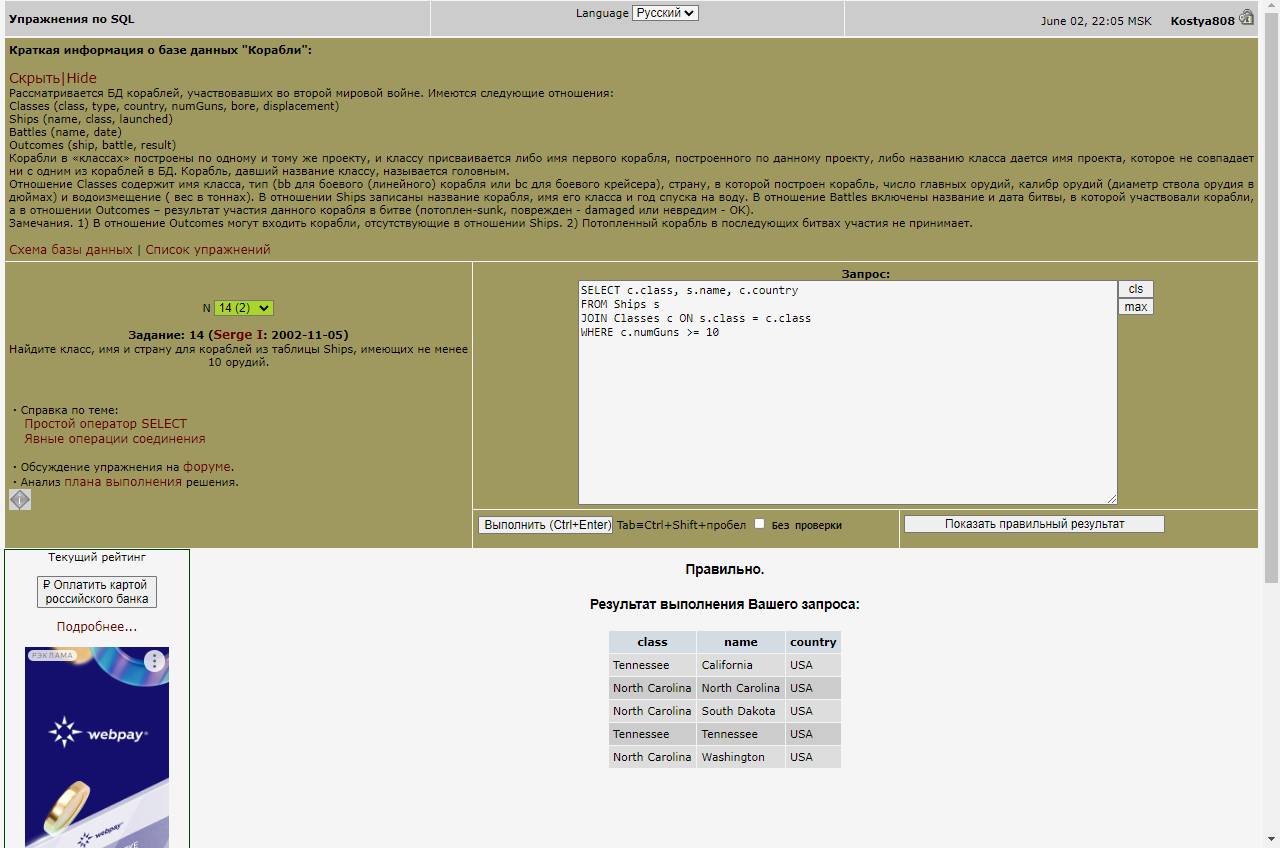 Упражнения по SQL
Language Русский
June 02, 22:05 MSK Kostya808
Краткая информация о базе данных "Корабли":
Скрыть|Hide
Рассматривается БД кораблей, участвовавших во второй мировой войне. Имеются следующие отношения:
Classes (class, type, country, numGuns, bore, displacement)
Ships (name, class, launched)
Battles (name, date)
Outcomes (ship, battle, result)
Корабли в «классах» построены по одному и тому же проекту, и классу присваивается либо имя первого корабля, построенного по данному проекту, либо названию класса дается имя проекта, которое не совпадает
ни с одним из кораблей в БД. Корабль, давший название классу, называется головным.
Отношение Classes содержит имя класса, тип (bb для боевого (линейного) корабля или bc для боевого крейсера), страну, в которой построен корабль, число главных орудий, калибр орудий (диаметр ствола орудия в
дюймах) и водоизмещение ( вес в тоннах). В отношении Ships записаны название корабля, имя его класса и год спуска на воду. В отношение Battles включены название и дата битвы, в которой участвовали корабли,
а в отношении Outcomes – результат участия данного корабля в битве (потоплен-sunk, поврежден - damaged или невредим - OK).
Замечания. 1) В отношение Outcomes могут входить корабли, отсутствующие в отношении Ships. 2) Потопленный корабль в последующих битвах участия не принимает.
Схема базы данных | Список упражнений
N 14 (2)
Задание: 14 (Serge I: 2002-11-05)
Найдите класс, имя и страну для кораблей из таблицы Ships, имеющих не менее
10 орудий.
· Справка по теме:
Простой оператор SELECT
Явные операции соединения
· Обсуждение упражнения на форуме.
· Анализ плана выполнения решения.
Запрос:
SELECT c.class, s.name, c.country
FROM Ships s
JOIN Classes c ON s.class = c.class
WHERE c.numGuns >= 10
cls
max
Выполнить (Ctrl+Enter) Tab≡Ctrl+Shift+пробел Без проверки
Показать правильный результат
Текущий рейтинг
₽ Оплатить картой
российского банка
Подробнее...
РЭКЛАМА
webpay
webpay
Правильно.
Результат выполнения Вашего запроса:
class name country
Tennessee California USA
North Carolina North Carolina USA
North Carolina South Dakota USA
Tennessee Tennessee USA
North Carolina Washington USA